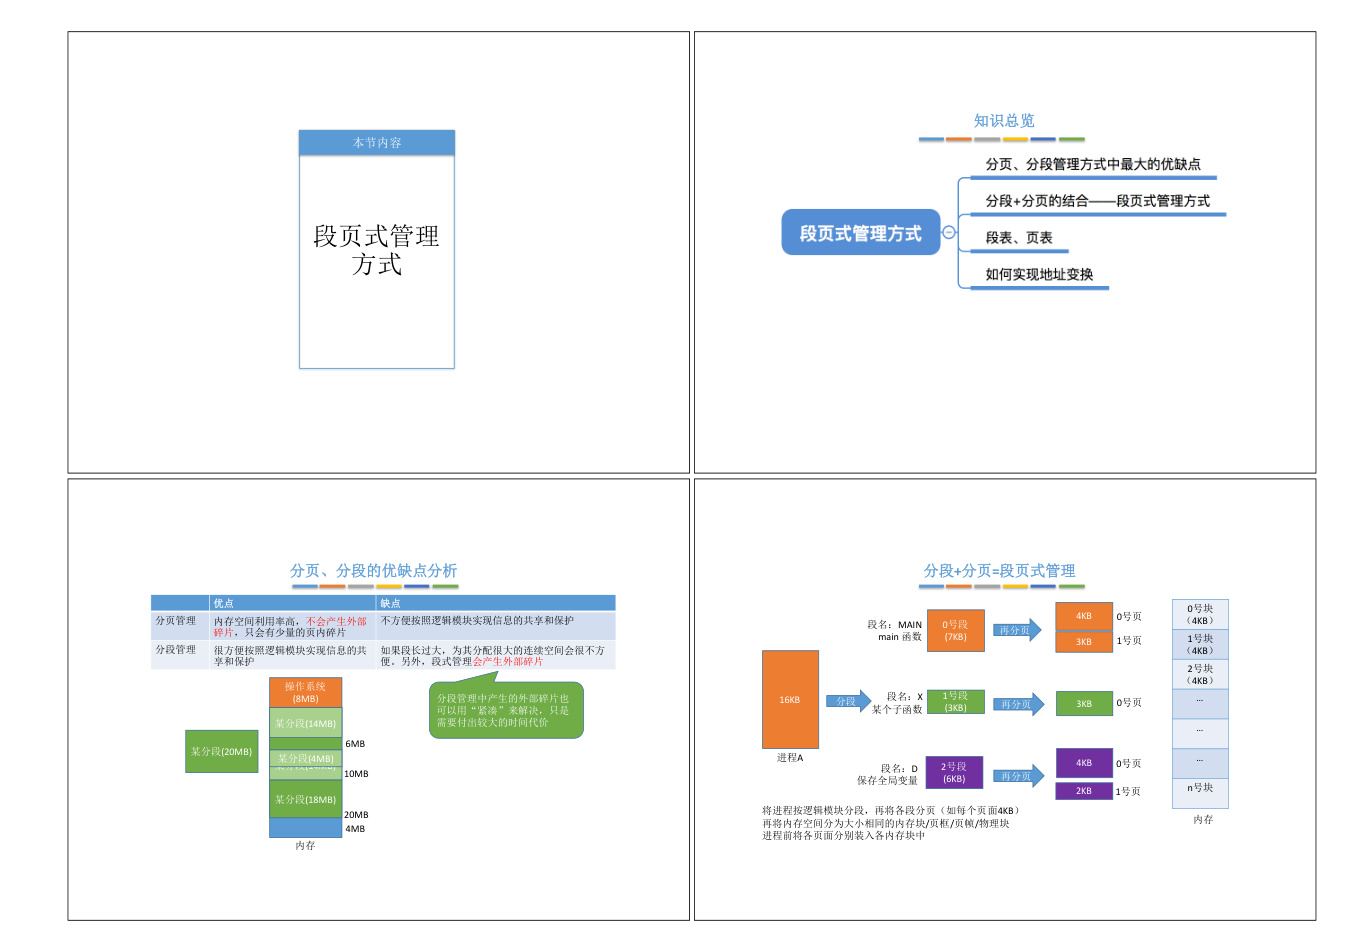 本节内容
段页式管理
方式
知识总览
段页式管理方式
分页、分段管理方式中最大的优缺点
分段+分页的结合——段页式管理方式
段表、页表
如何实现地址变换
分页、分段的优缺点分析
优点
缺点
分页管理
内存空间利用率高，不会产生外部
碎片，只会有少量的页内碎片
不方便按照逻辑模块实现信息的共享和保护
分段管理
很方便按照逻辑模块实现信息的共
享和保护
如果段长过大，为其分配很大的连续空间会很不方
便。另外，段式管理会产生外部碎片
操作系统
(8MB)
某分段(14MB)
某分段(20MB)
6MB
某分段(4MB)
10MB
某分段(18MB)
20MB
4MB
内存
分段管理中产生的外部碎片也
可以用“紧凑”来解决，只是
需要付出较大的时间代价
分段+分页=段页式管理
16KB
进程A
分段
段名：MAIN
main 函数
0号段
(7KB)
再分页
4KB
0号页
3KB
1号页
段名：X
某个子函数
1号段
(3KB)
再分页
3KB
0号页
段名：D
保存全局变量
2号段
(6KB)
再分页
4KB
0号页
2KB
1号页
0号块
（4KB）
1号块
（4KB）
2号块
（4KB）
...
...
...
n号块
内存
将进程按逻辑模块分段，再将各段分页（如每个页面4KB）
再将内存空间分为大小相同的内存块/页框/页帧/物理块
进程前将各页面分别装入各内存块中